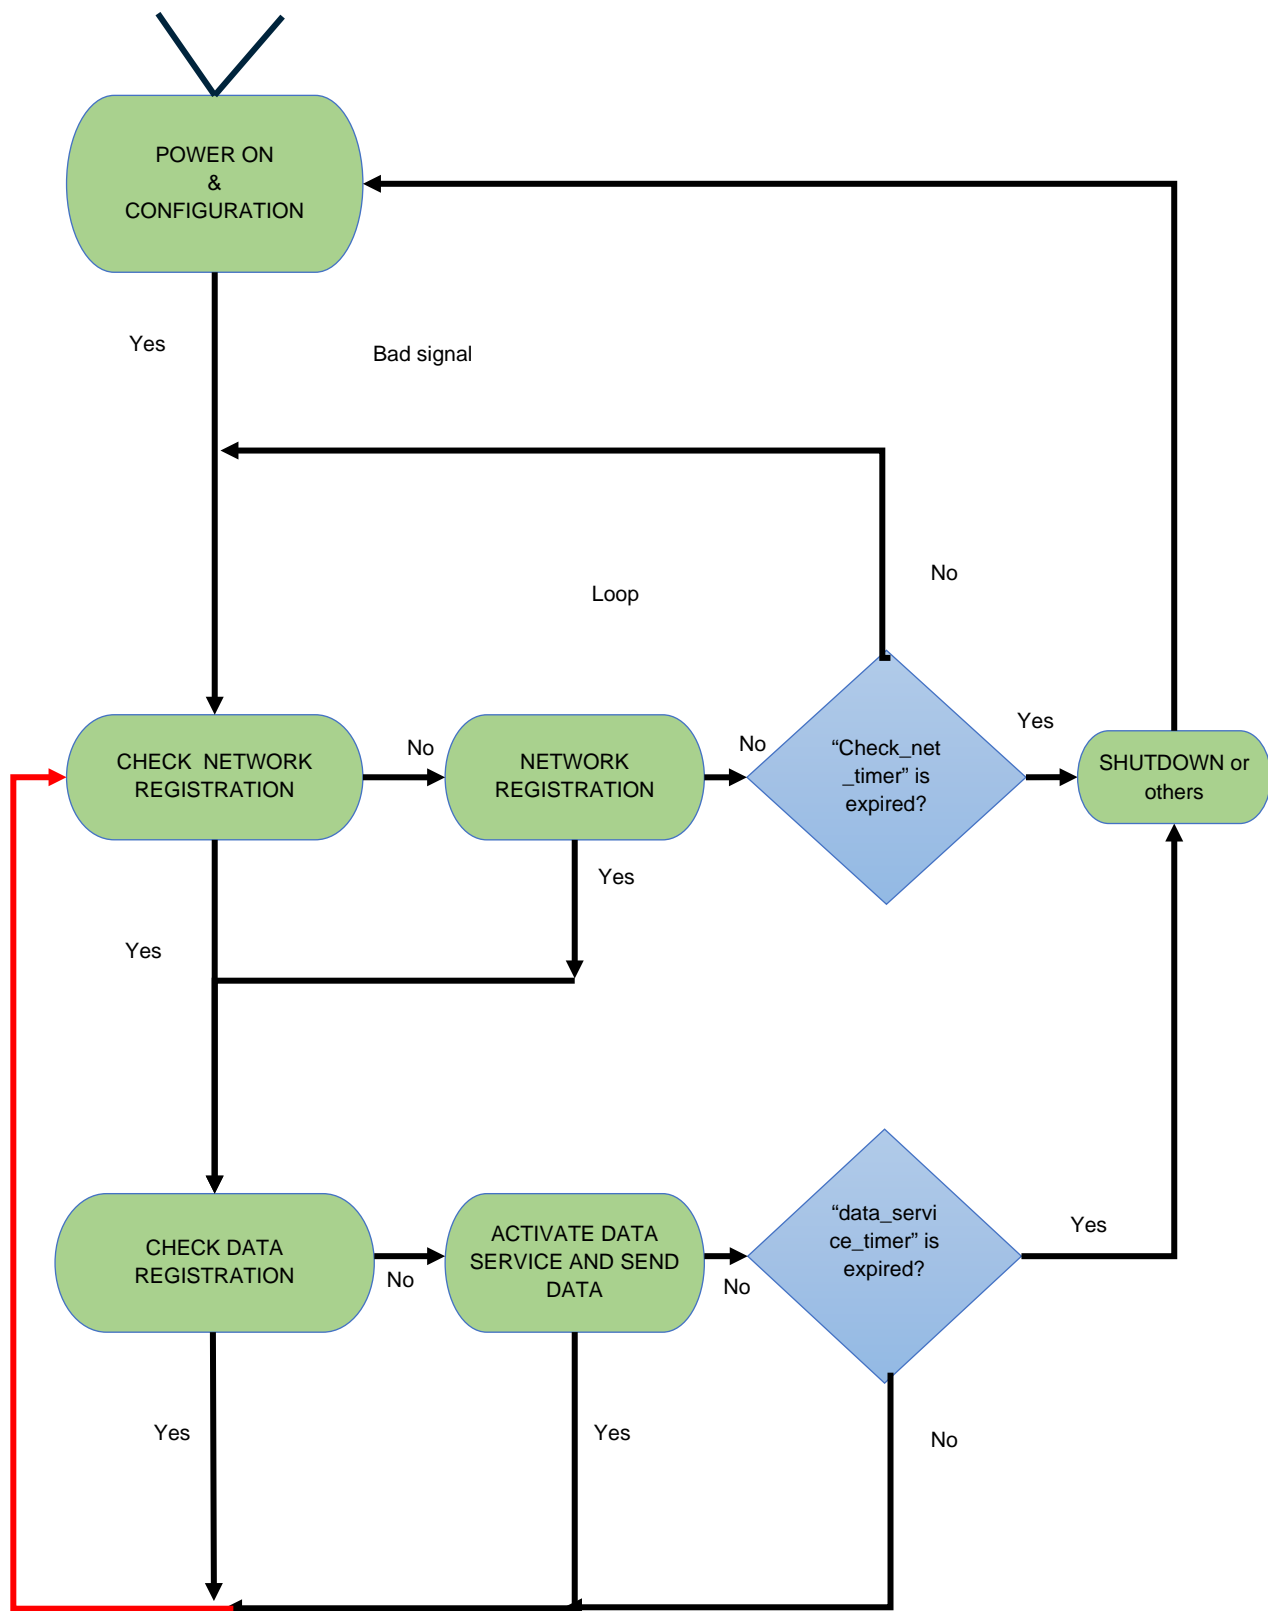 POWER ON
&
CONFIGURATION
Yes
Bad signal
No
Loop
CHECK  NETWORK
REGISTRATION
No
NETWORK
REGISTRATION
No
“Check_net
_timer” is
expired?
Yes
SHUTDOWN or
others
Yes
Yes
CHECK DATA
REGISTRATION
No
ACTIVATE DATA
SERVICE AND SEND
DATA
No
“data_servi
ce_timer” is
expired?
Yes
Yes
Yes
No